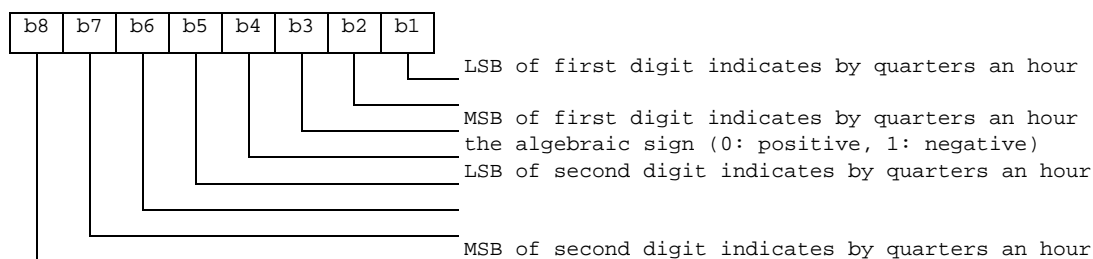 b8 b7 b6 b5 b4 b3 b2 b1
LSB of first digit indicates by quarters an hour
MSB of first digit indicates by quarters an hour
the algebraic sign (0: positive, 1: negative)
LSB of second digit indicates by quarters an hour
MSB of second digit indicates by quarters an hour